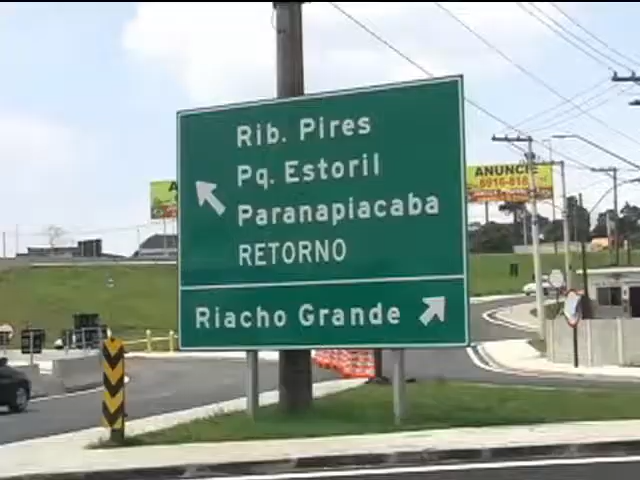 Rib. Pires
Pq. Estoril
Paranapiacaba
RETORNO
Riacho Grande
ANUNCIE